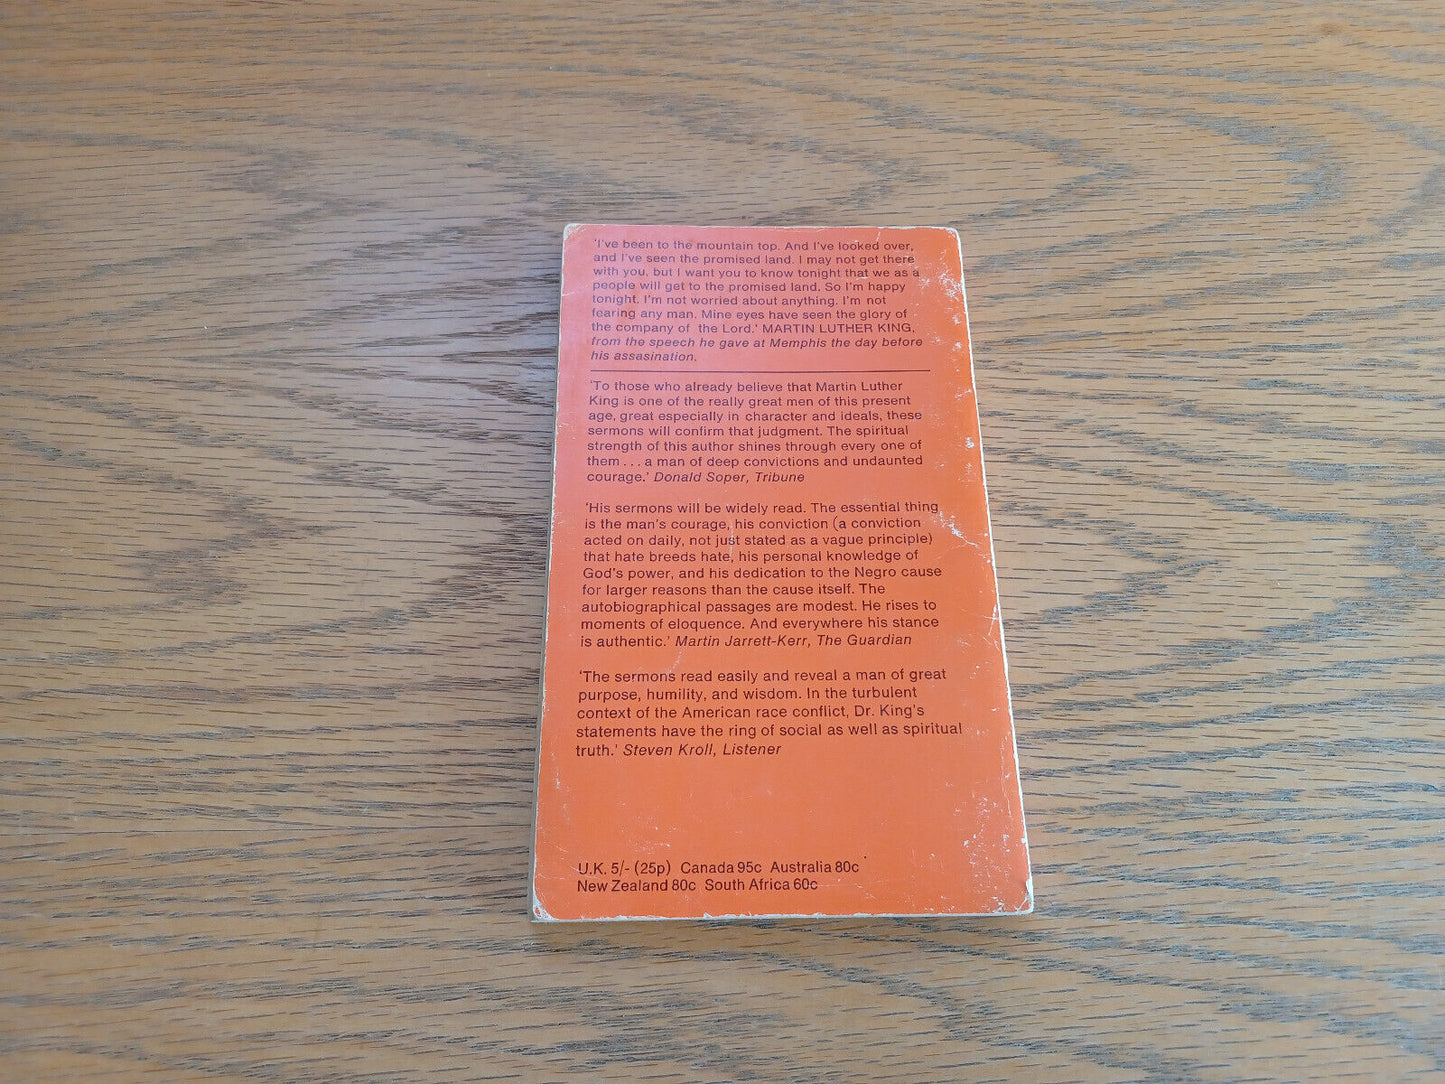 'I've been to the mountain top. And I've looked over,
and I've seen the promised land. I may not get there
with you, but I want you to know tonight that we as a
people will get to the promised land. So I'm happy
tonight. I'm not worried about anything. I'm not
fearing any man. Mine eyes have seen the glory of
the company of the Lord.' MARTIN LUTHER KING,
from the speech he gave at Memphis the day before
his assasination.
'To those who already believe that Martin Luther
King is one of the really great men of this present
age, great especially in character and ideals, these
sermons will confirm that judgment. The spiritual
strength of this author shines through every one of
them . . . a man of deep convictions and undaunted
courage.' Donald Soper, Tribune
'His sermons will be widely read. The essential thing
is the man's courage, his conviction (a conviction
acted on daily, not just stated as a vague principle)
that hate breeds hate, his personal knowledge of
God's power, and his dedication to the Negro cause
for larger reasons than the cause itself. The
autobiographical passages are modest. He rises to
moments of eloquence. And everywhere his stance
is authentic.' Martin Jarrett-Kerr, The Guardian
'The sermons read easily and reveal a man of great
purpose, humility, and wisdom. In the turbulent
context of the American race conflict, Dr. King's
statements have the ring of social as well as spiritual
truth.' Steven Kroll, Listener
U.K. 5/- (25p) Canada 95c Australia 80c
New Zealand 80c South Africa 60c